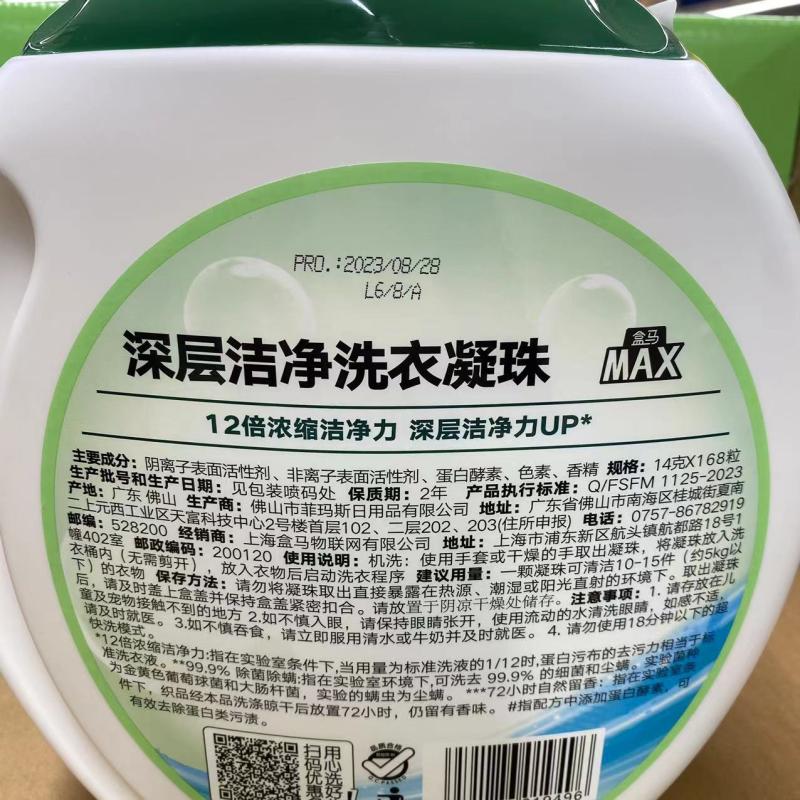 PRO.:2023/08/28
L6/8/A
深层洁净洗衣凝珠
盒马
MAX
12倍浓缩洁净力 深层洁净力UP*
主要成分：阴离子表面活性剂、非离子表面活性剂、蛋白酵素、色素、香精 规格：14克X168粒
生产批号和生产日期：见包装喷码处 保质期：2年 产品执行标准：Q/FSFM 1125-2023
产地：广东 佛山 生产商：佛山市菲玛斯日用品有限公司 地址：广东省佛山市南海区桂城街夏南
二上元西工业区天富科技中心2号楼首层102、二层202、203(住所申报) 电话：0757-86782919
邮编：528200 经销商：上海盒马物联网有限公司 地址：上海市浦东新区航头镇航都路18号1
幢402室 邮政编码：200120 使用说明：机洗：使用手套或干燥的手取出凝珠，将凝珠放入洗
衣桶内（无需剪开），放入衣物后启动洗衣程序 建议用量：一颗凝珠可清洁10-15件（约5kg以
下）的衣物 保存方法：请勿将凝珠取出直接暴露在热源、潮湿或阳光直射的环境下。取出凝珠
后，请及时盖上盒盖并保持盒盖紧密扣合。请放置于阴凉干燥处储存。注意事项：1. 请存放在儿
童及宠物接触不到的地方 2.如不慎入眼，请保持眼睛张开，使用流动的水清洗眼睛，如感不适，
请及时就医。3.如不慎吞食，请立即服用清水或牛奶并及时就医。 4. 请勿使用18分钟以下的超
快洗模式。
*12倍浓缩洁净力:指在实验室条件下,当用量为标准洗液的1/12时,蛋白污布的去污力相当于标
准洗衣液。**99.9% 除菌除螨:指在实验室环境下,可洗去 99.9% 的细菌和尘螨。实验菌种
为金黄色葡萄球菌和大肠杆菌，实验的螨虫为尘螨。 ***72小时自然留香：指在实验室条
件下，织品经本品洗涤晾干后放置72小时，仍留有香味。 #指配方中添加蛋白酵素，可
有效去除蛋白类污渍。
用心选好
扫码优惠
品质合格
Q.C.PASSED